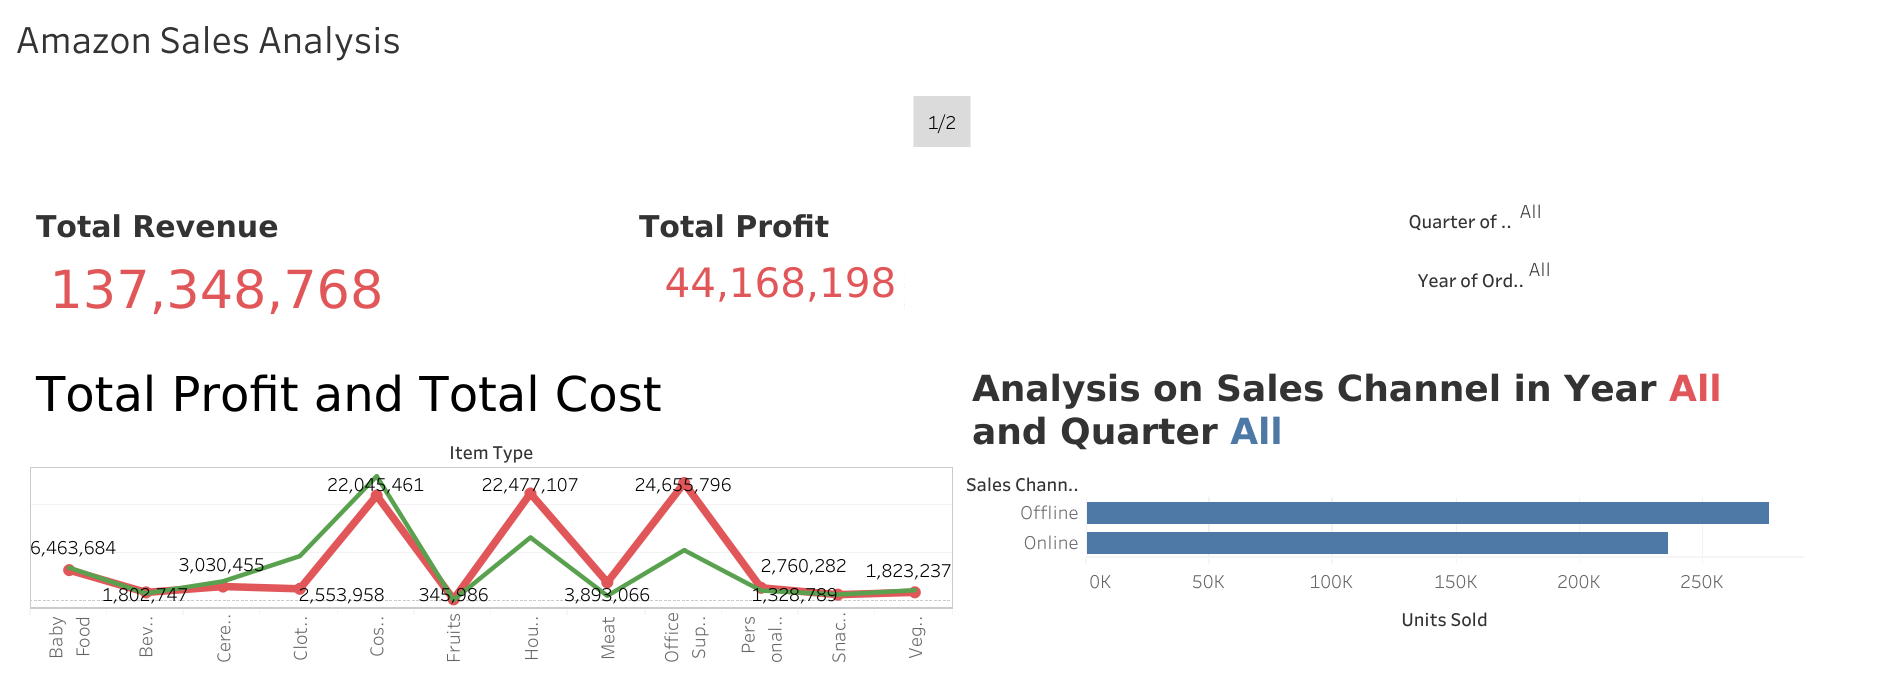 Amazon Sales Analysis
1/2
Total Revenue
137,348,768
Total Profit
44,168,198
Quarter of .. All
Year of Ord.. All
Total Profit and Total Cost
Item Type
22,045,461
22,477,107
24,655,796
6,463,684
3,030,455
2,760,282
1,823,237
1,802,747
2,553,958
345,986
3,893,066
1,328,789
Baby
Food
Bev..
Cere..
Clot..
Cos..
Fruits
Hou..
Meat
Office
Sup..
Pers
onal..
Snac..
Veg..
Analysis on Sales Channel in Year All
and Quarter All
Sales Chann..
Offline
Online
0K 50K 100K 150K 200K 250K
Units Sold